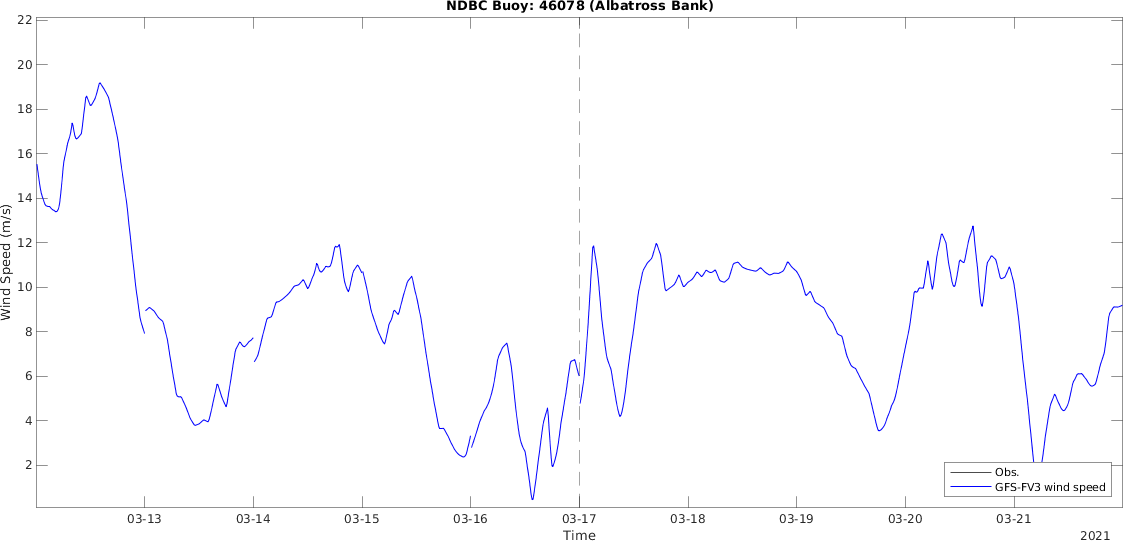 NDBC Buoy: 46078 (Albatross Bank)
22
20
18
16
14
12
10
8
6
4
2
Wind Speed (m/s)
Obs.
GFS-FV3 wind speed
03-13 03-14 03-15 03-16 03-17 03-18 03-19 03-20 03-21
Time
2021